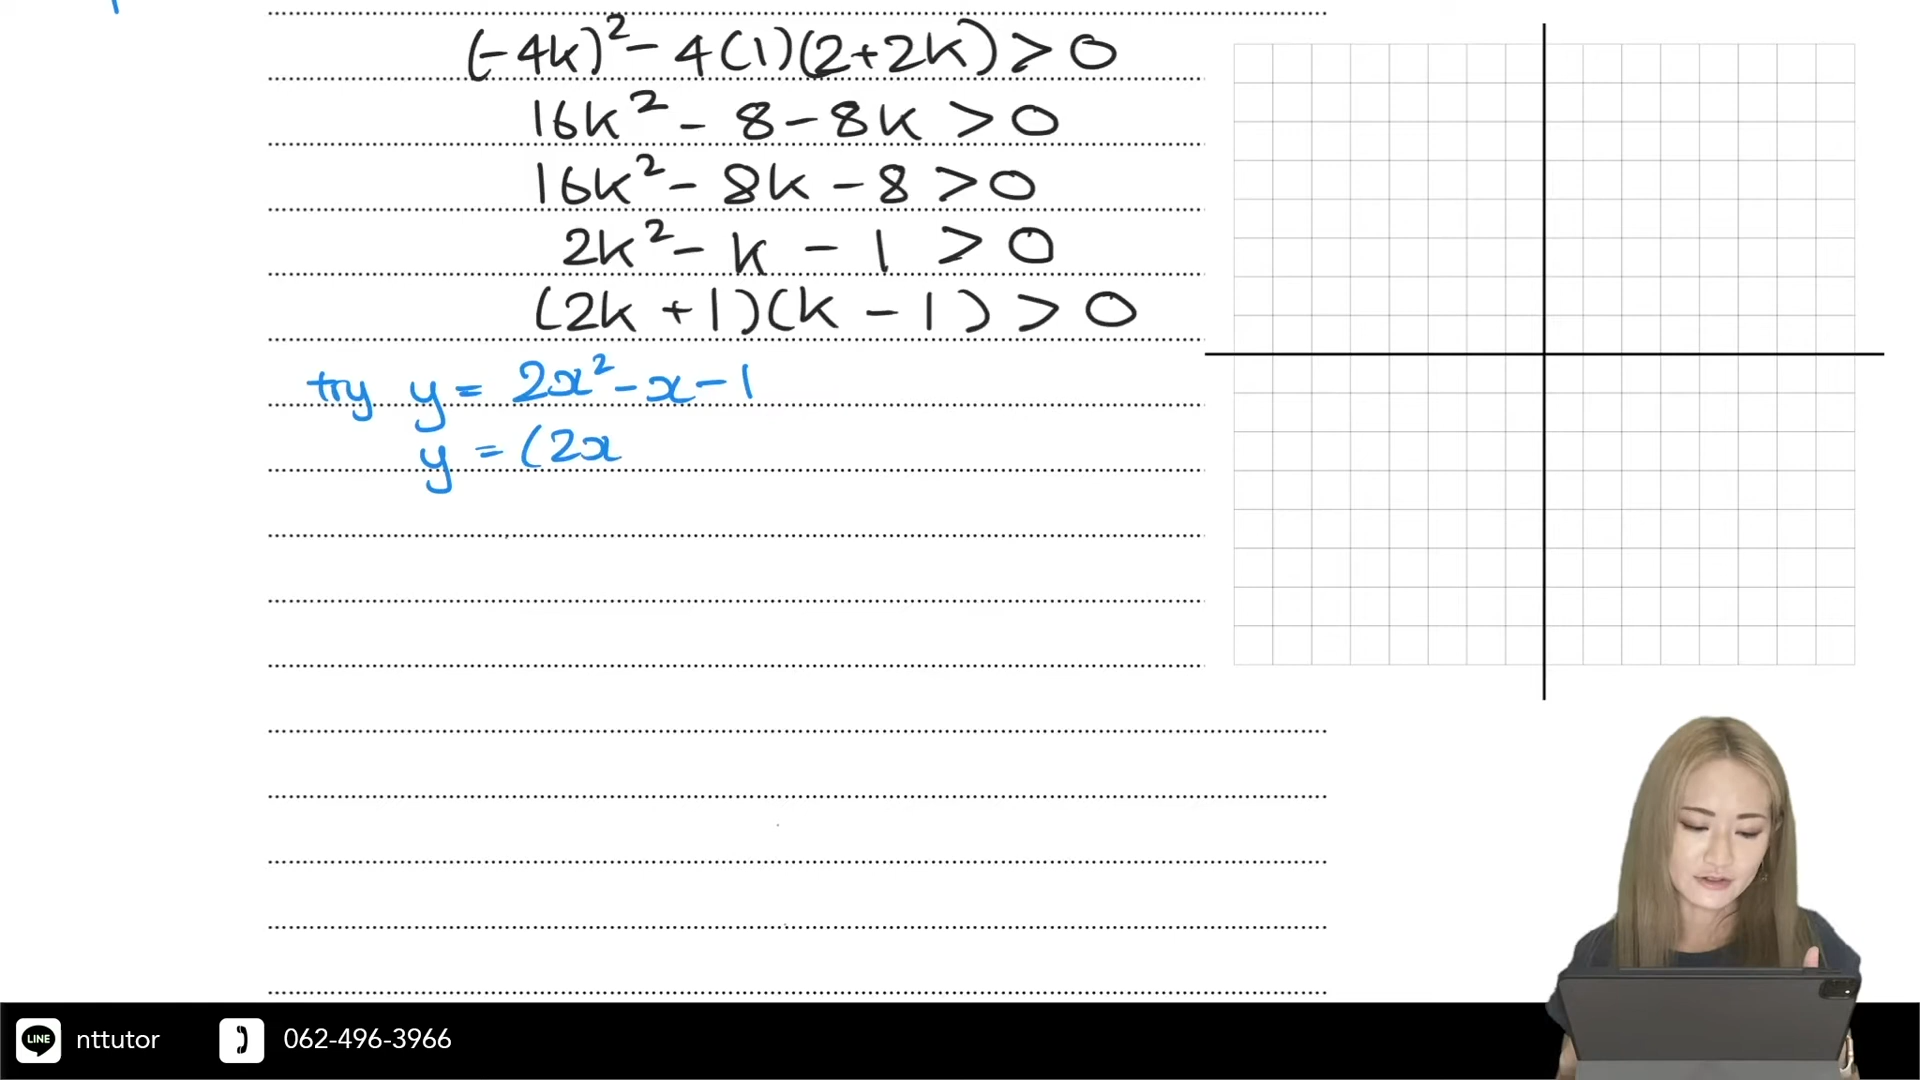 (-4k)² - 4(1)(2+2k) > 0
16k² - 8 - 8k > 0
16k² - 8k - 8 > 0
2k² - k - 1 > 0
(2k + 1)(k - 1) > 0
try y = 2x² - x - 1
y = (2x
LINE nttutor 062-496-3966